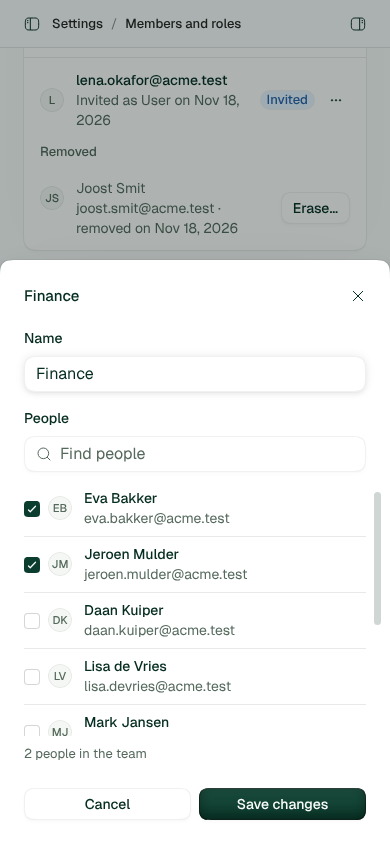 Settings / Members and roles
L
lena.okafor@acme.test
Invited as User on Nov 18,
2026
Invited
Removed
JS
Joost Smit
joost.smit@acme.test ·
removed on Nov 18, 2026
Erase...
Finance
Name
Finance
People
Find people
EB
Eva Bakker
eva.bakker@acme.test
JM
Jeroen Mulder
jeroen.mulder@acme.test
DK
Daan Kuiper
daan.kuiper@acme.test
LV
Lisa de Vries
lisa.devries@acme.test
MJ
Mark Jansen
2 people in the team
Cancel
Save changes